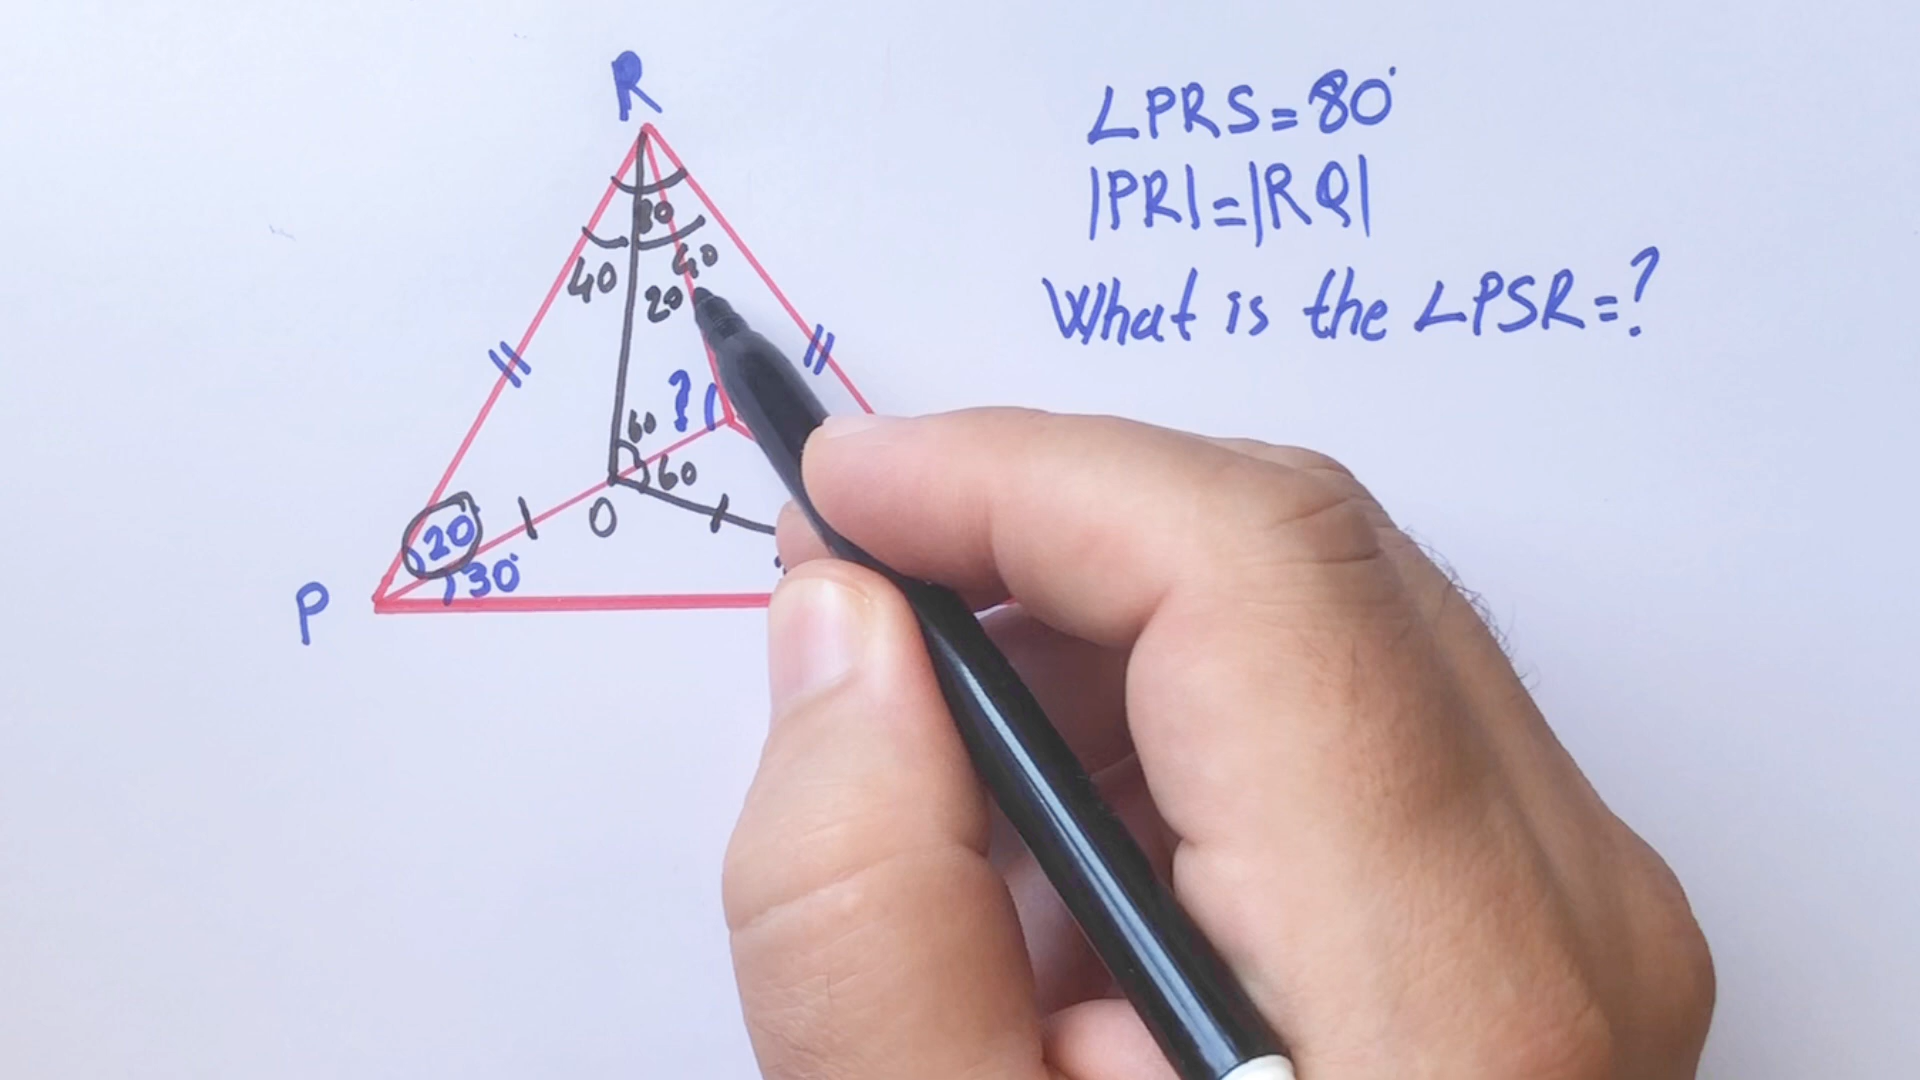 R
∠PRS=80°
|PR|=|RQ|
What is the ∠PSR=?
80
40
40
20
?
60
60
O
20°
30°
P